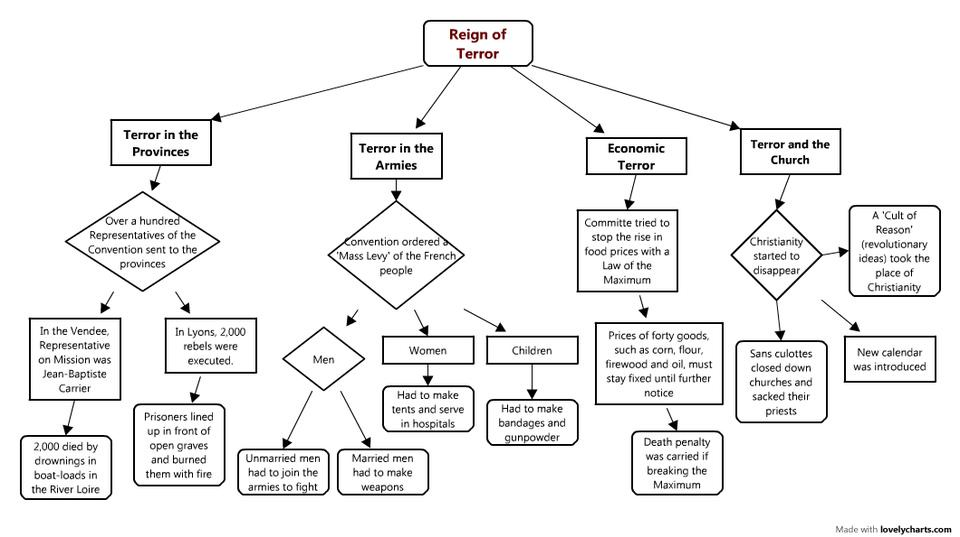 Reign of
Terror
Terror in the
Provinces
Terror in the
Armies
Economic
Terror
Terror and the
Church
Over a hundred
Representatives of the
Convention sent to the
provinces
Convention ordered a
'Mass Levy' of the French
people
Committe tried to
stop the rise in
food prices with a
Law of the
Maximum
Christianity
started to
disappear
A 'Cult of
Reason'
(revolutionary
ideas) took the
place of
Christianity
In the Vendee,
Representative
on Mission was
Jean-Baptiste
Carrier
In Lyons, 2,000
rebels were
executed.
Men
Women
Children
Prices of forty goods,
such as corn, flour,
firewood and oil, must
stay fixed until further
notice
Sans culottes
closed down
churches and
sacked their
priests
New calendar
was introduced
2,000 died by
drownings in
boat-loads in
the River Loire
Prisoners lined
up in front of
open graves
and burned
them with fire
Unmarried men
had to join the
armies to fight
Married men
had to make
weapons
Had to make
tents and serve
in hospitals
Had to make
bandages and
gunpowder
Death penalty
was carried if
breaking the
Maximum
Made with lovelycharts.com